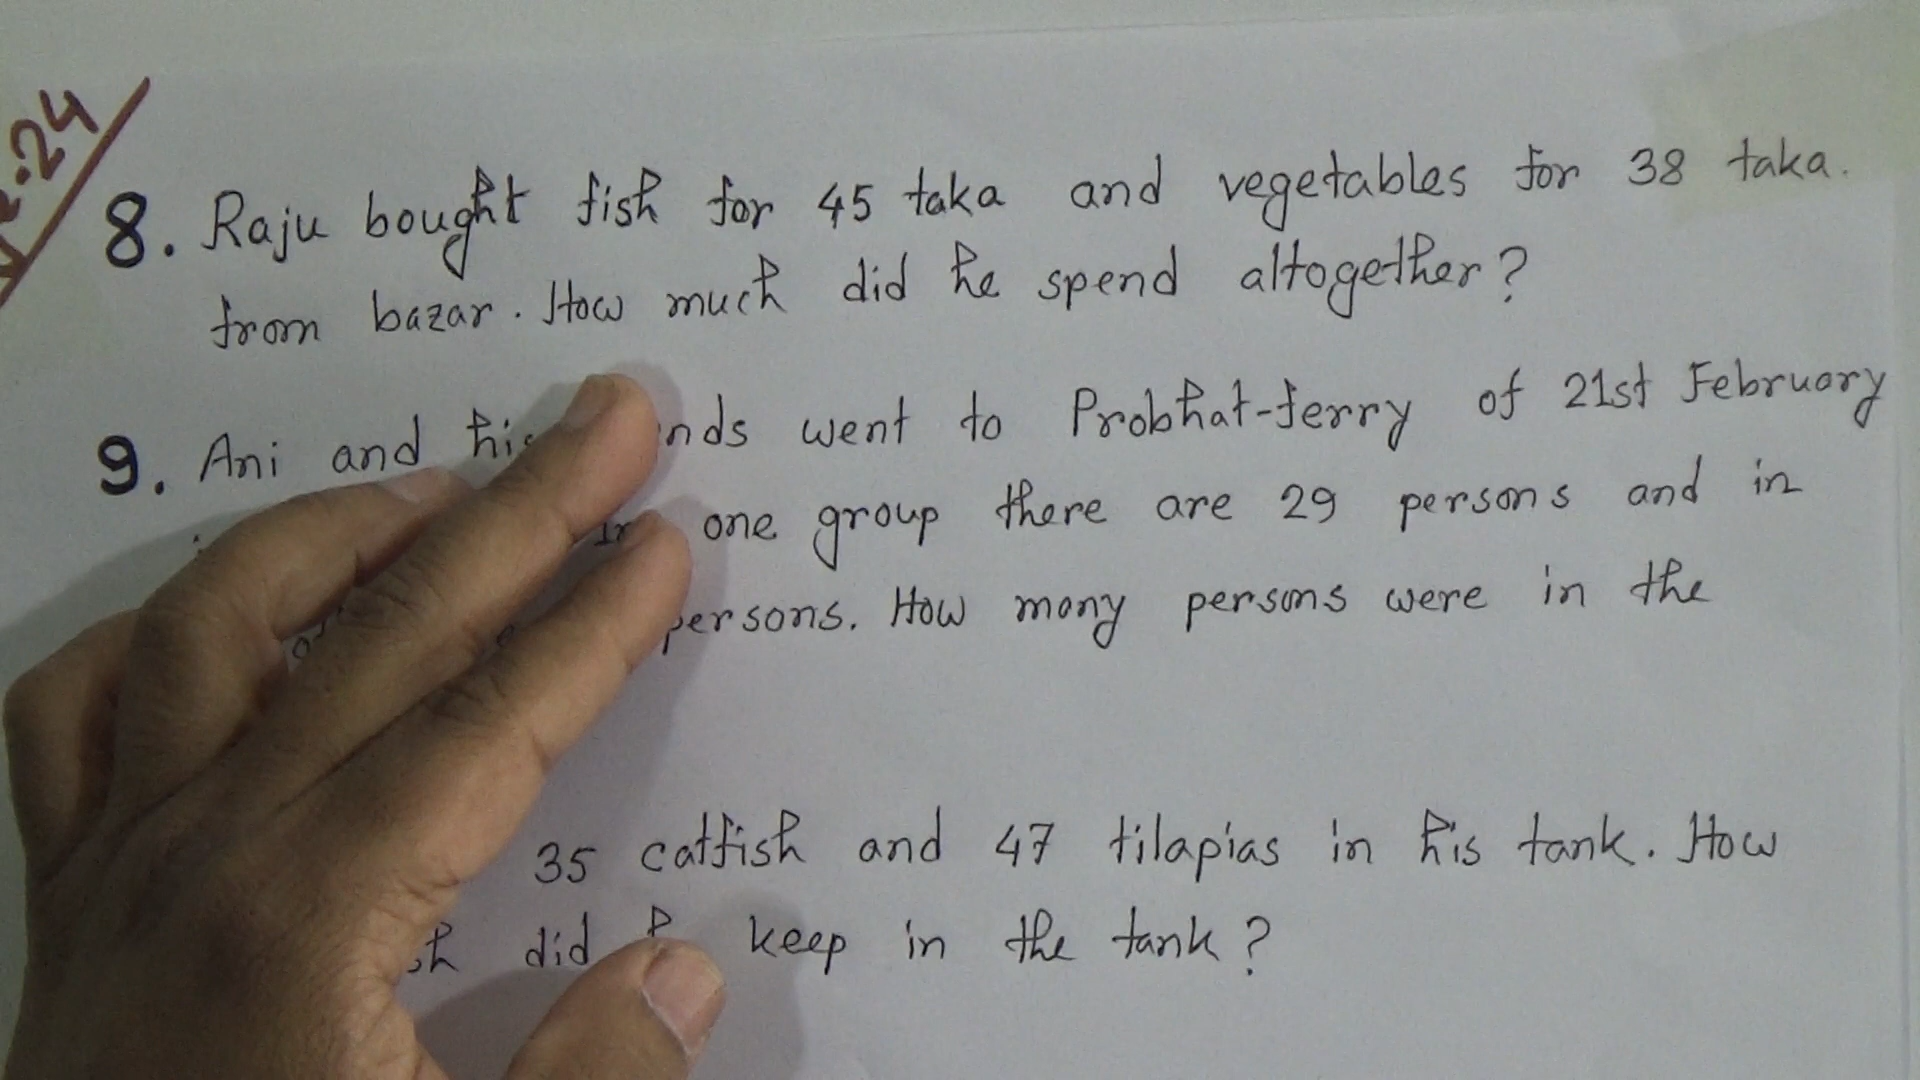 .24
8. Raju bought fish for 45 taka and vegetables for 38 taka.
from bazar. How much did he spend altogether?
9. Ani and his nds went to Probhat-ferry of 21st February
In one group there are 29 persons and in
persons. How many persons were in the
35 catfish and 47 tilapias in his tank. How
did keep in the tank?